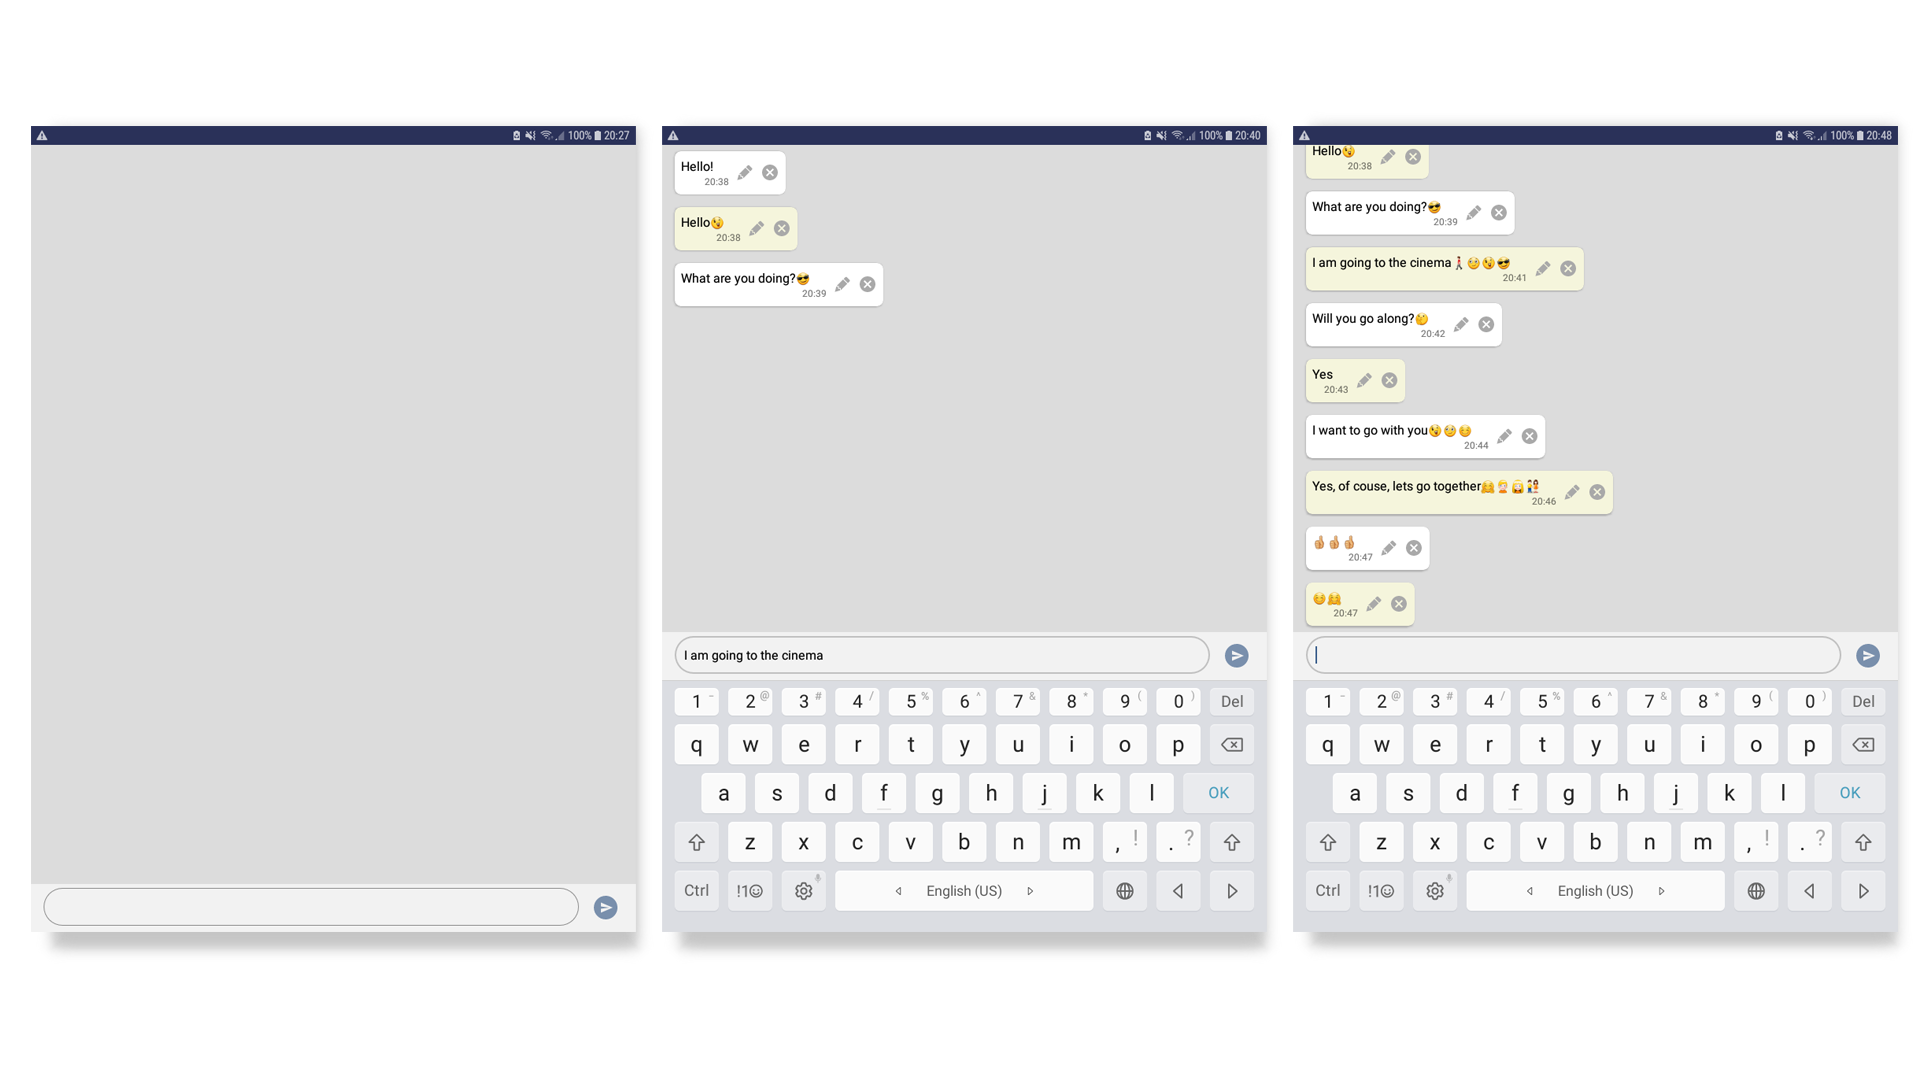 100% 20:27
100% 20:40
Hello!
20:38
Hello😘
20:38
What are you doing?😎
20:39
I am going to the cinema
1 - 2 @ 3 # 4 / 5 % 6 ^ 7 & 8 * 9 ( 0 ) Del
q w e r t y u i o p
a s d f g h j k l OK
z x c v b n m , ! . ?
Ctrl !1☺ English (US)
100% 20:48
Hello😘
20:38
What are you doing?😎
20:39
I am going to the cinema🚶🧐😘😎
20:41
Will you go along?🤔
20:42
Yes
20:43
I want to go with you😘🧐😊
20:44
Yes, of couse, lets go together🤗👫
20:46
👍👍👍
20:47
😊🤗
20:47
1 - 2 @ 3 # 4 / 5 % 6 ^ 7 & 8 * 9 ( 0 ) Del
q w e r t y u i o p
a s d f g h j k l OK
z x c v b n m , ! . ?
Ctrl !1☺ English (US)